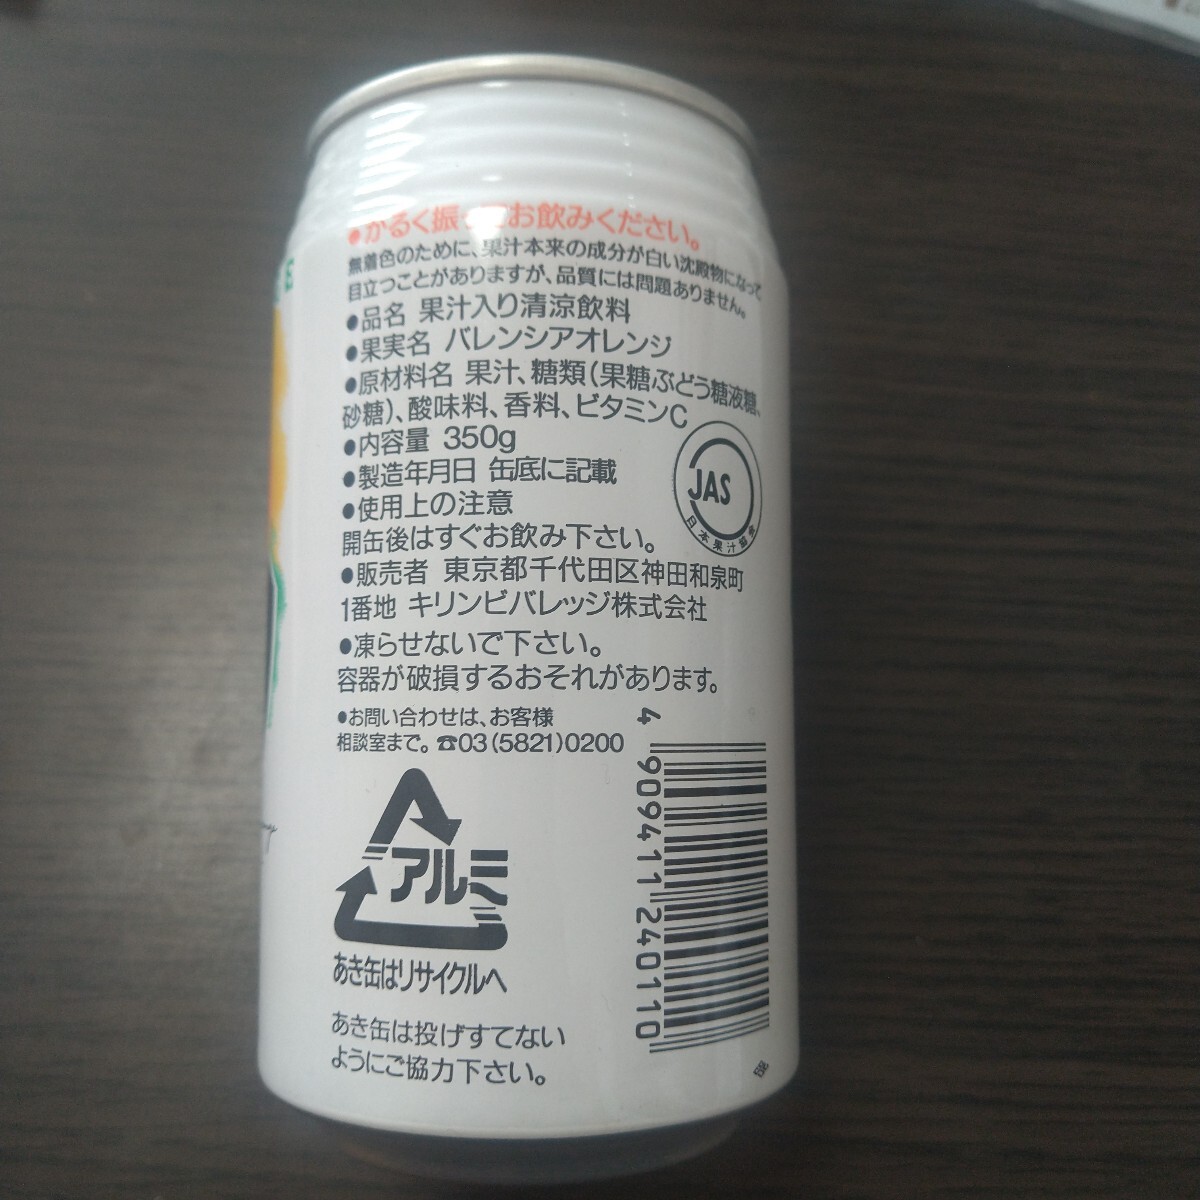 ●かるく振ってお飲みください。
無着色のために、果汁本来の成分が白い沈殿物になって
目立つことがありますが、品質には問題ありません。
●品名 果汁入り清涼飲料
●果実名 バレンシアオレンジ
●原材料名 果汁、糖類(果糖ぶどう糖液糖、
砂糖)、酸味料、香料、ビタミンC
●内容量 350g
●製造年月日 缶底に記載
●使用上の注意
開缶後はすぐお飲み下さい。
JAS
日本果汁協会
●販売者 東京都千代田区神田和泉町
1番地 キリンビバレッジ株式会社
●凍らせないで下さい。
容器が破損するおそれがあります。
●お問い合わせは、お客様
相談室まで。☎03(5821)0200
アルミ
あき缶はリサイクルへ
あき缶は投げすてない
ようにご協力下さい。
4 909411 240110